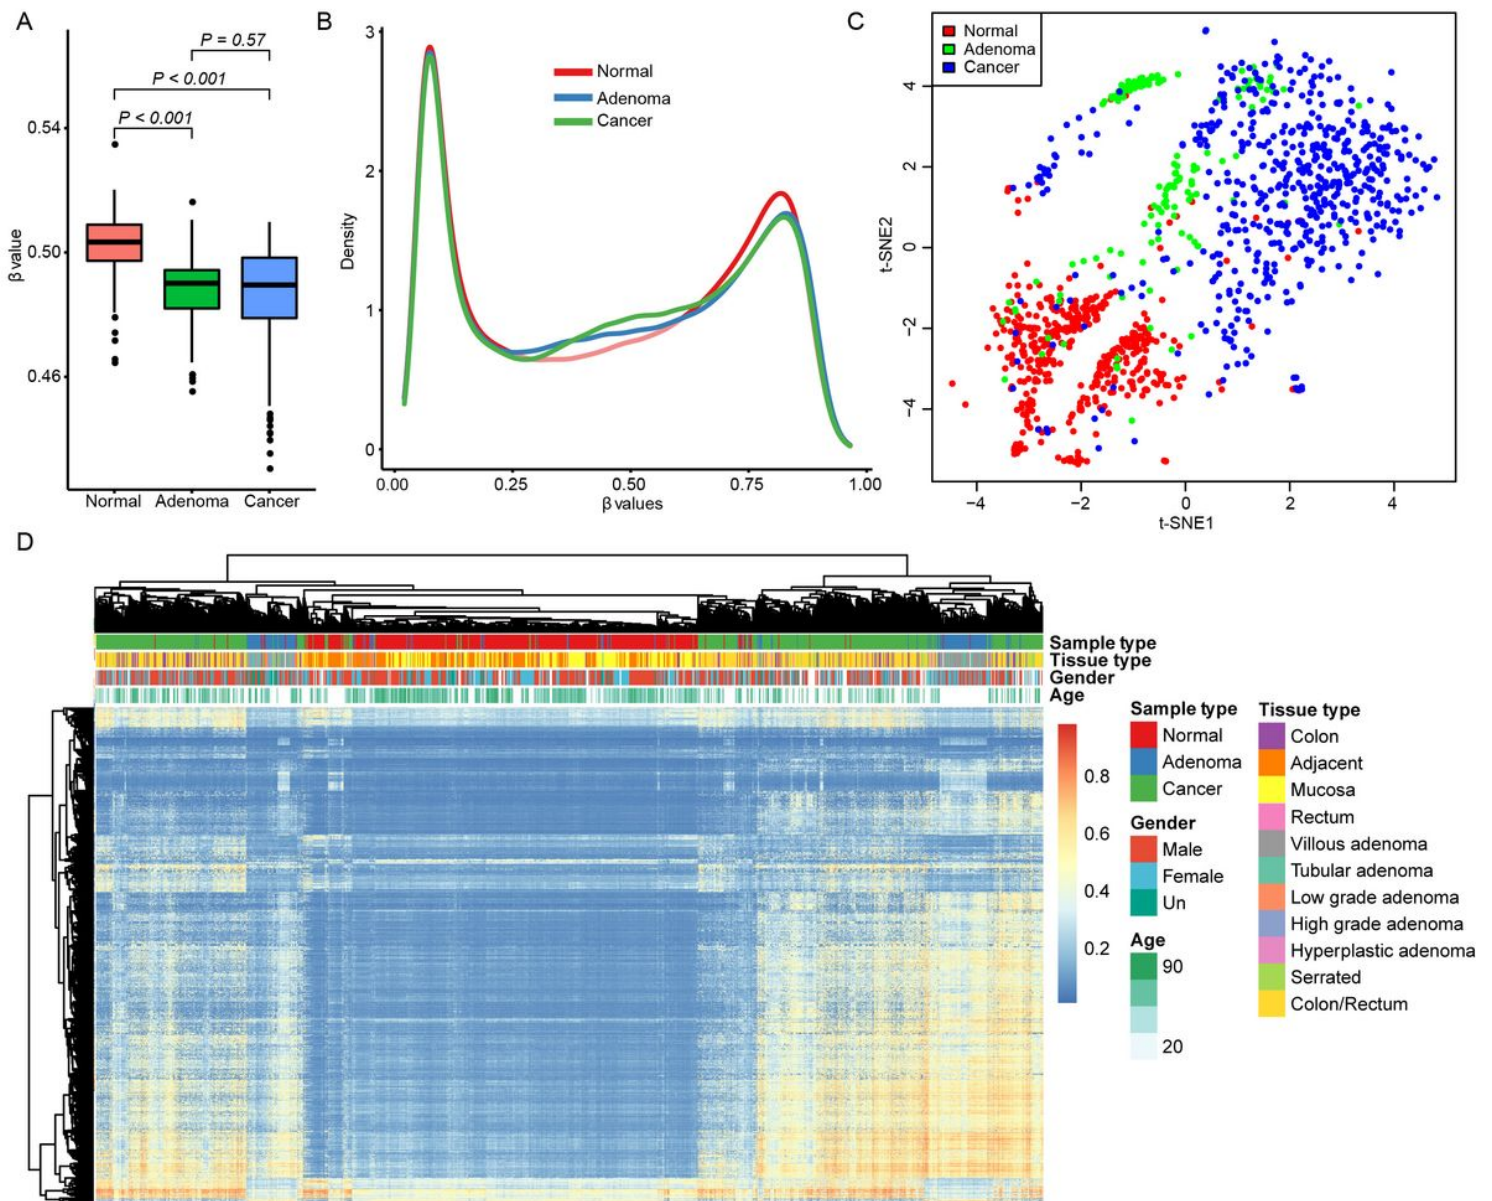 A
P = 0.57
P < 0.001
P < 0.001
0.54
0.50
0.46
β value
Normal
Adenoma
Cancer
B
3
2
1
0
Density
Normal
Adenoma
Cancer
0.00
0.25
0.50
0.75
1.00
β values
C
Normal
Adenoma
Cancer
4
2
0
−2
−4
t-SNE2
−4
−2
0
2
4
t-SNE1
D
Sample type
Tissue type
Gender
Age
0.8
0.6
0.4
0.2
Sample type
Normal
Adenoma
Cancer
Gender
Male
Female
Un
Age
90
20
Tissue type
Colon
Adjacent
Mucosa
Rectum
Villous adenoma
Tubular adenoma
Low grade adenoma
High grade adenoma
Hyperplastic adenoma
Serrated
Colon/Rectum